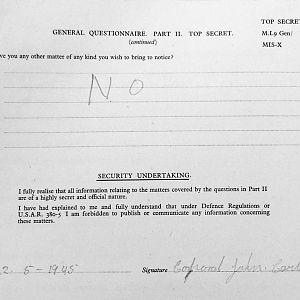 TOP SECRE
GENERAL QUESTIONNAIRE. PART II. TOP SECRET.
M.I.9 Gen/
(continued)
MIS-X
ave you any other matter of any kind you wish to bring to notice?
NO
SECURITY UNDERTAKING.
I fully realise that all information relating to the matters covered by the questions in Part II
are of a highly secret and official nature.
I have had explained to me and fully understand that under Defence Regulations or
U.S.A.R. 380-5 I am forbidden to publish or communicate any information concerning
these matters.
2. 5-1945 Signature Corporal John